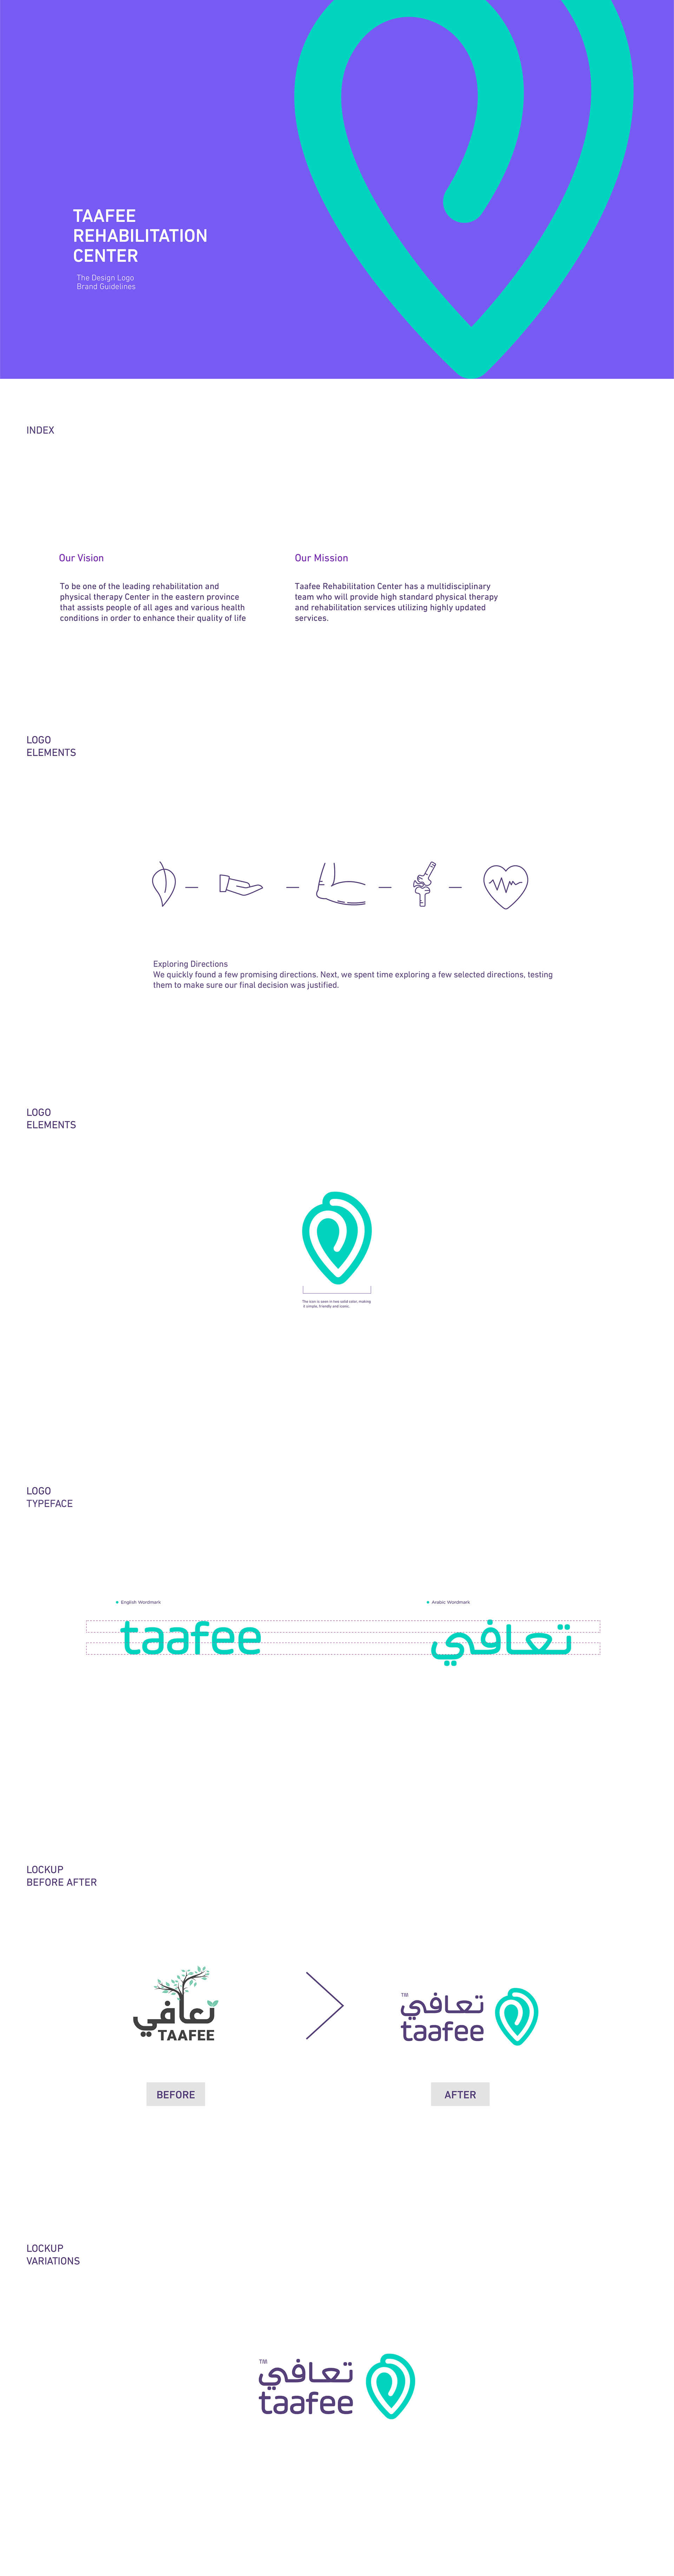 TAAFEE
REHABILITATION
CENTER
The Design Logo
Brand Guidelines
INDEX
Our Vision
To be one of the leading rehabilitation and
physical therapy Center in the eastern province
that assists people of all ages and various health
conditions in order to enhance their quality of life
Our Mission
Taafee Rehabilitation Center has a multidisciplinary
team who will provide high standard physical therapy
and rehabilitation services utilizing highly updated
services.
LOGO
ELEMENTS
Exploring Directions
We quickly found a few promising directions. Next, we spent time exploring a few selected directions, testing
them to make sure our final decision was justified.
LOGO
ELEMENTS
The icon is seen in two solid color, making
it simple, friendly and iconic.
LOGO
TYPEFACE
English Wordmark
taafee
Arabic Wordmark
تعافي
LOCKUP
BEFORE AFTER
تعافي
TAAFEE
BEFORE
TM
تعافي
taafee
AFTER
LOCKUP
VARIATIONS
TM
تعافي
taafee